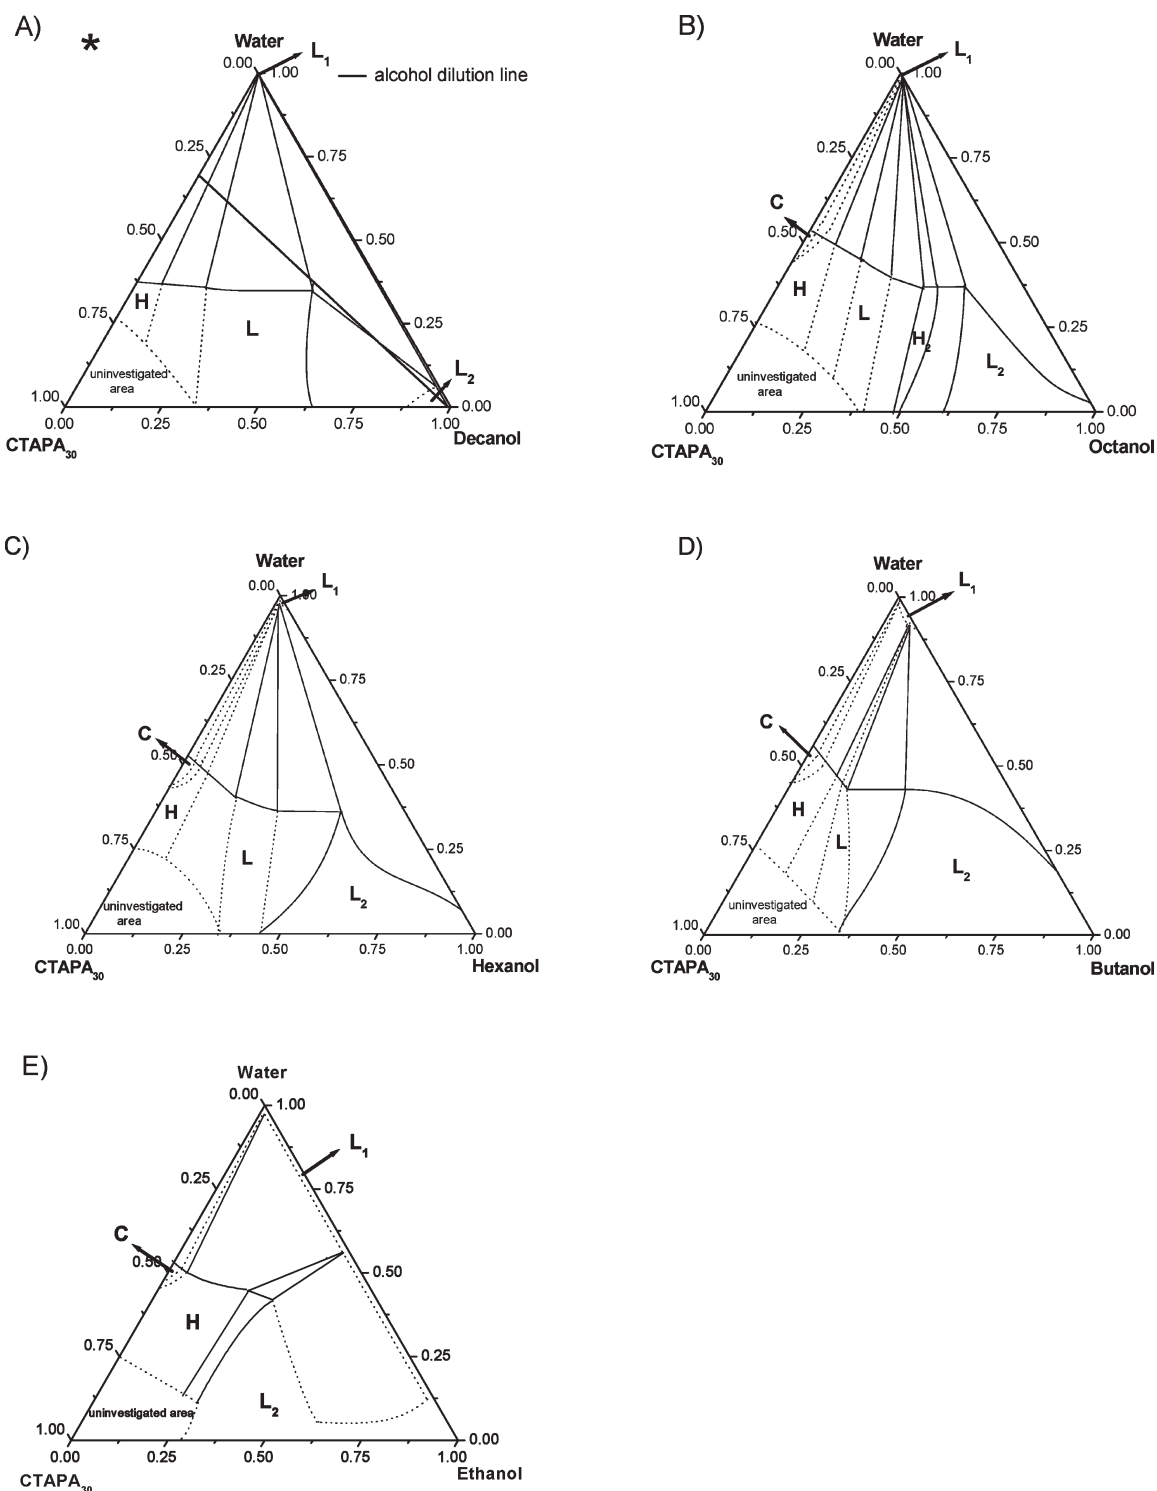 A)
*
Water
L1
0.00
1.00
alcohol dilution line
0.25
0.75
0.50
0.50
H
0.75
0.25
L
L2
uninvestigated
area
1.00
0.00
0.00
0.25
0.50
0.75
1.00
CTAPA30
Decanol
B)
Water
L1
0.00
1.00
0.25
0.75
C
0.50
0.50
H
L
0.75
0.25
H2
L2
uninvestigated
area
1.00
0.00
0.00
0.25
0.50
0.75
1.00
CTAPA30
Octanol
C)
Water
L1
0.00
1.00
0.25
0.75
C
0.50
0.50
H
0.75
0.25
L
L2
uninvestigated
area
1.00
0.00
0.00
0.25
0.50
0.75
1.00
CTAPA30
Hexanol
D)
Water
L1
0.00
1.00
0.25
0.75
C
0.50
0.50
H
0.75
0.25
L
L2
uninvestigated
area
1.00
0.00
0.00
0.25
0.50
0.75
1.00
CTAPA30
Butanol
E)
Water
0.00
1.00
L1
0.25
0.75
C
0.50
0.50
H
0.75
0.25
L2
uninvestigated area
1.00
0.00
0.00
0.25
0.50
0.75
1.00
CTAPA30
Ethanol